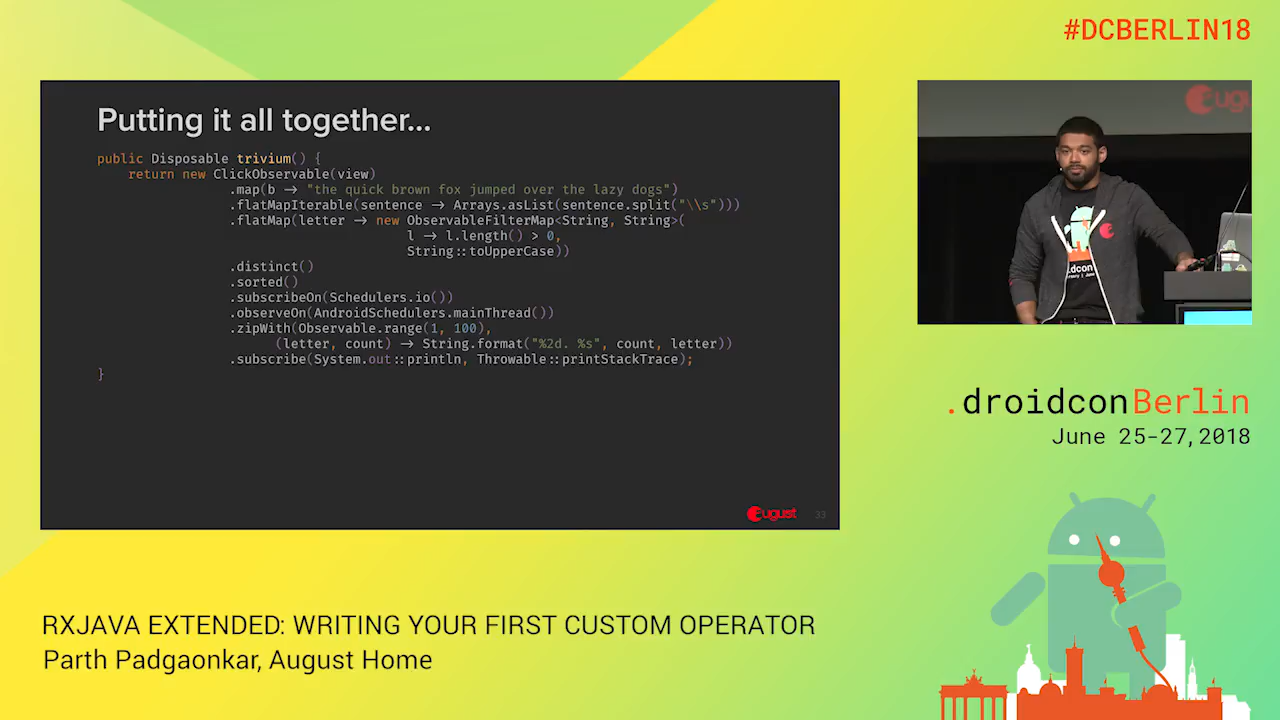 #DCBERLIN18
Putting it all together...
public Disposable trivium() {
return new ClickObservable(view)
.map(b → "the quick brown fox jumped over the lazy dogs")
.flatMapIterable(sentence → Arrays.asList(sentence.split("\\s")))
.flatMap(letter → new ObservableFilterMap<String, String>(
l → l.length() > 0,
String::toUpperCase))
.distinct()
.sorted()
.subscribeOn(Schedulers.io())
.observeOn(AndroidSchedulers.mainThread())
.zipWith(Observable.range(1, 100),
(letter, count) → String.format("%2d. %s", count, letter))
.subscribe(System.out::println, Throwable::printStackTrace);
}
august 33
.droidconBerlin
June 25-27,2018
RXJAVA EXTENDED: WRITING YOUR FIRST CUSTOM OPERATOR
Parth Padgaonkar, August Home